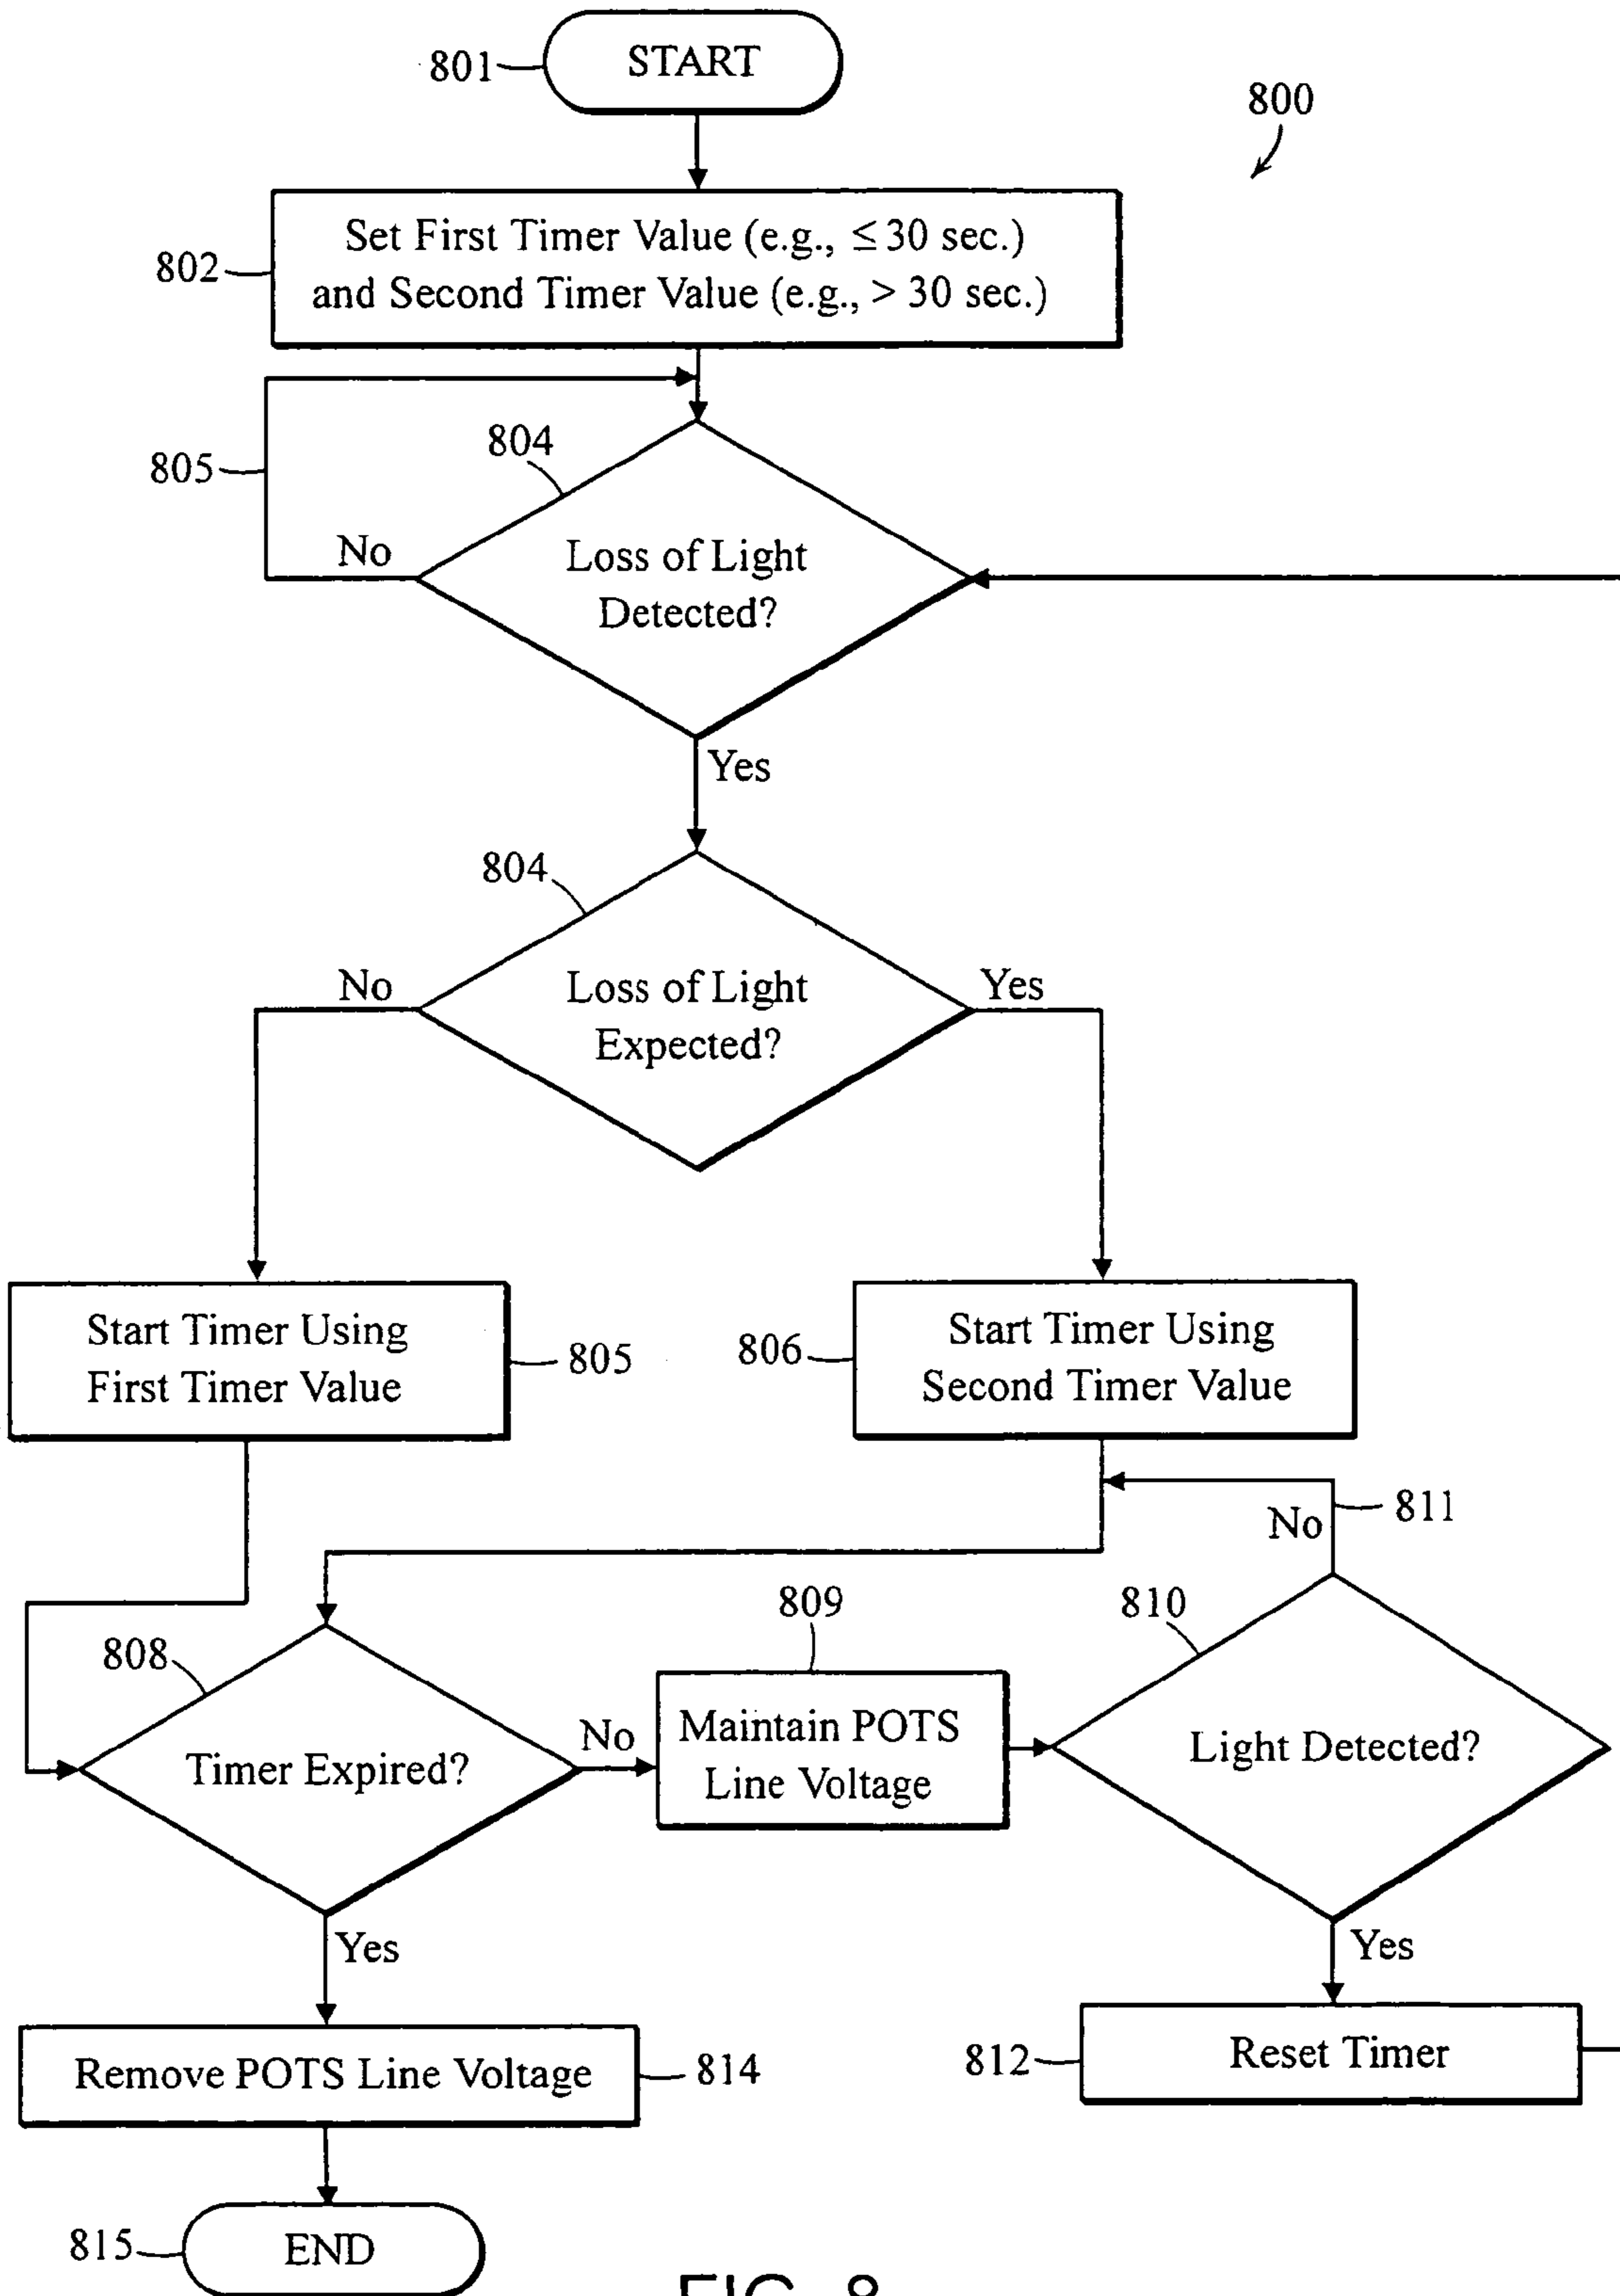 801
START
800
802
Set First Timer Value (e.g., ≤ 30 sec.)
and Second Timer Value (e.g., > 30 sec.)
804
805
No
Loss of Light
Detected?
Yes
804
No
Loss of Light
Expected?
Yes
Start Timer Using
First Timer Value
805
806
Start Timer Using
Second Timer Value
811
No
808
Timer Expired?
No
809
Maintain POTS
Line Voltage
810
Light Detected?
Yes
Yes
Remove POTS Line Voltage
814
812
Reset Timer
815
END
FIG. 8